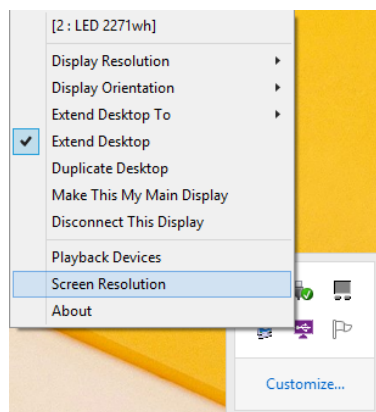 [2 : LED 2271wh]
Display Resolution
Display Orientation
Extend Desktop To
Extend Desktop
Duplicate Desktop
Make This My Main Display
Disconnect This Display
Playback Devices
Screen Resolution
About
Customize...